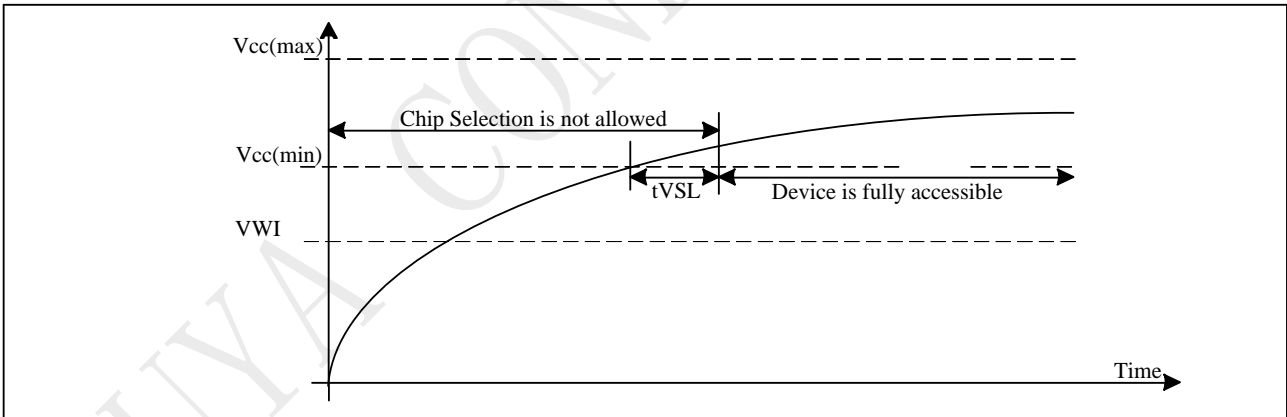 Vcc(max)
Chip Selection is not allowed
Vcc(min)
tVSL
Device is fully accessible
VWI
Time